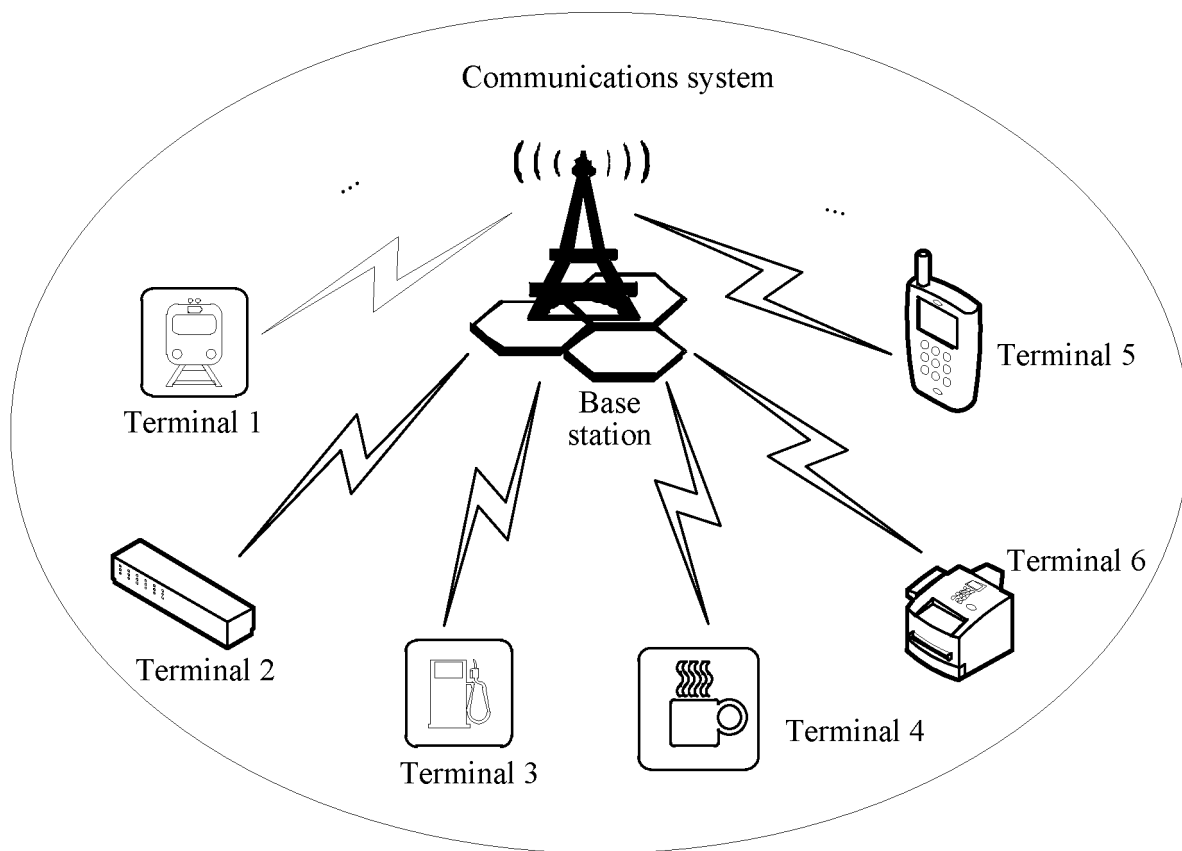 Communications system
...
...
Terminal 5
Terminal 1
Base
station
Terminal 6
Terminal 2
Terminal 3
Terminal 4